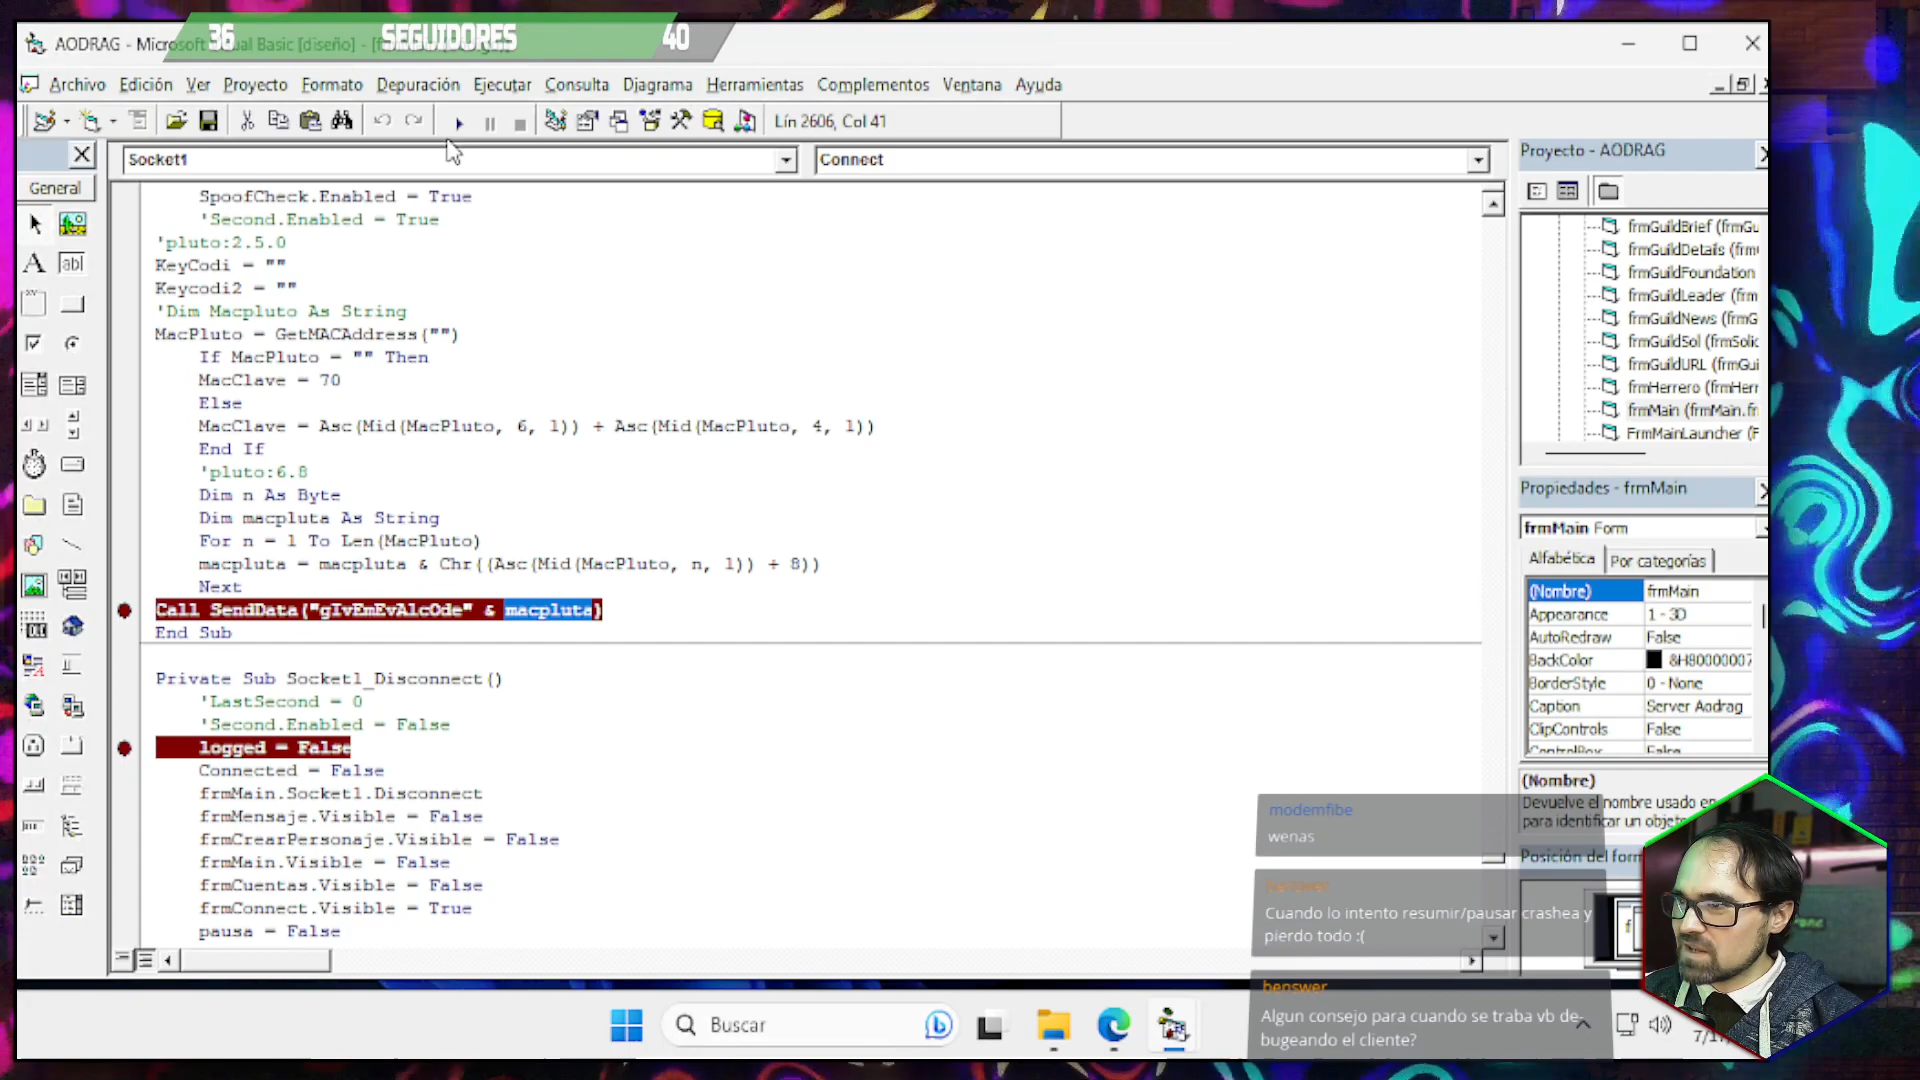 36 SEGUIDORES 40
AODRAG - Microsoft Visual Basic [diseño] -
Archivo Edición Ver Proyecto Formato Depuración Ejecutar Consulta Diagrama Herramientas Complementos Ventana Ayuda
Lín 2606, Col 41
General
Socket1
Connect
SpoofCheck.Enabled = True
'Second.Enabled = True
'pluto:2.5.0
KeyCodi = ""
Keycodi2 = ""
'Dim Macpluto As String
MacPluto = GetMACAddress("")
If MacPluto = "" Then
MacClave = 70
Else
MacClave = Asc(Mid(MacPluto, 6, 1)) + Asc(Mid(MacPluto, 4, 1))
End If
'pluto:6.8
Dim n As Byte
Dim macpluta As String
For n = 1 To Len(MacPluto)
macpluta = macpluta & Chr((Asc(Mid(MacPluto, n, 1)) + 8))
Next
Call SendData("gIvEmEvAlcOde" & macpluta)
End Sub
Private Sub Socket1_Disconnect()
'LastSecond = 0
'Second.Enabled = False
logged = False
Connected = False
frmMain.Socket1.Disconnect
frmMensaje.Visible = False
frmCrearPersonaje.Visible = False
frmMain.Visible = False
frmCuentas.Visible = False
frmConnect.Visible = True
pausa = False
Proyecto - AODRAG
frmGuildBrief (frmGu
frmGuildDetails (frm
frmGuildFoundation
frmGuildLeader (frm
frmGuildNews (frmG
frmGuildSol (frmSolic
frmGuildURL (frmGui
frmHerrero (frmHerr
frmMain (frmMain.fr
FrmMainLauncher (F
Propiedades - frmMain
frmMain Form
Alfabética Por categorías
(Nombre) frmMain
Appearance 1 - 3D
AutoRedraw False
BackColor &H80000007
BorderStyle 0 - None
Caption Server Aodrag
ClipControls False
ControlBox False
(Nombre)
Devuelve el nombre usado en
para identificar un objeto
Posición del form
modemfibe
wenas
benswer
Cuando lo intento resumir/pausar crashea y
pierdo todo :(
benswer
Algun consejo para cuando se traba vb de-
bugeando el cliente?
Buscar